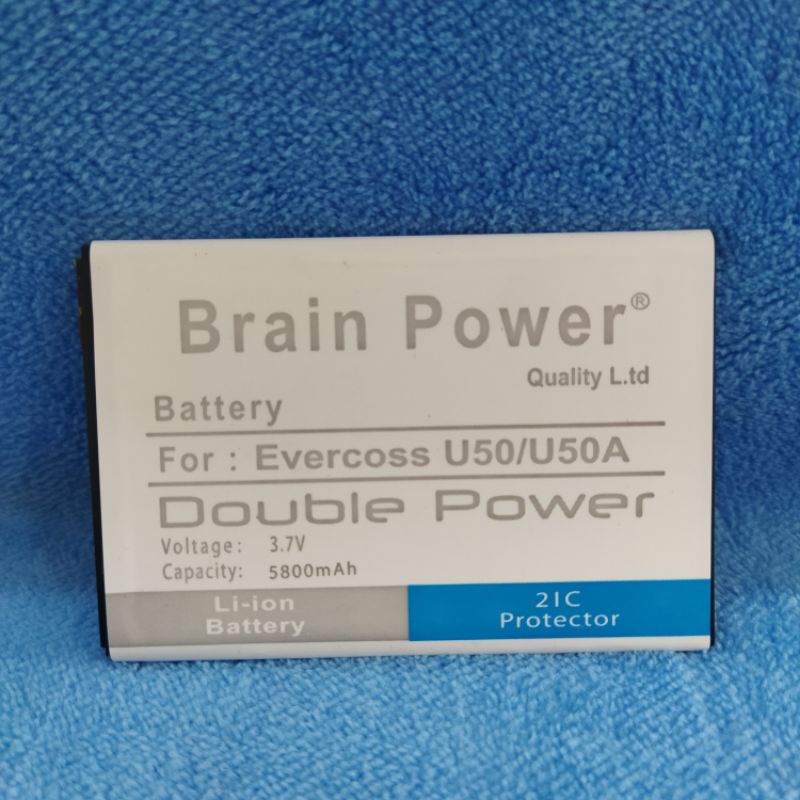 Brain Power®
Quality L.td
Battery
For : Evercoss U50/U50A
Double Power
Voltage: 3.7V
Capacity: 5800mAh
Li-ion
Battery
2IC
Protector